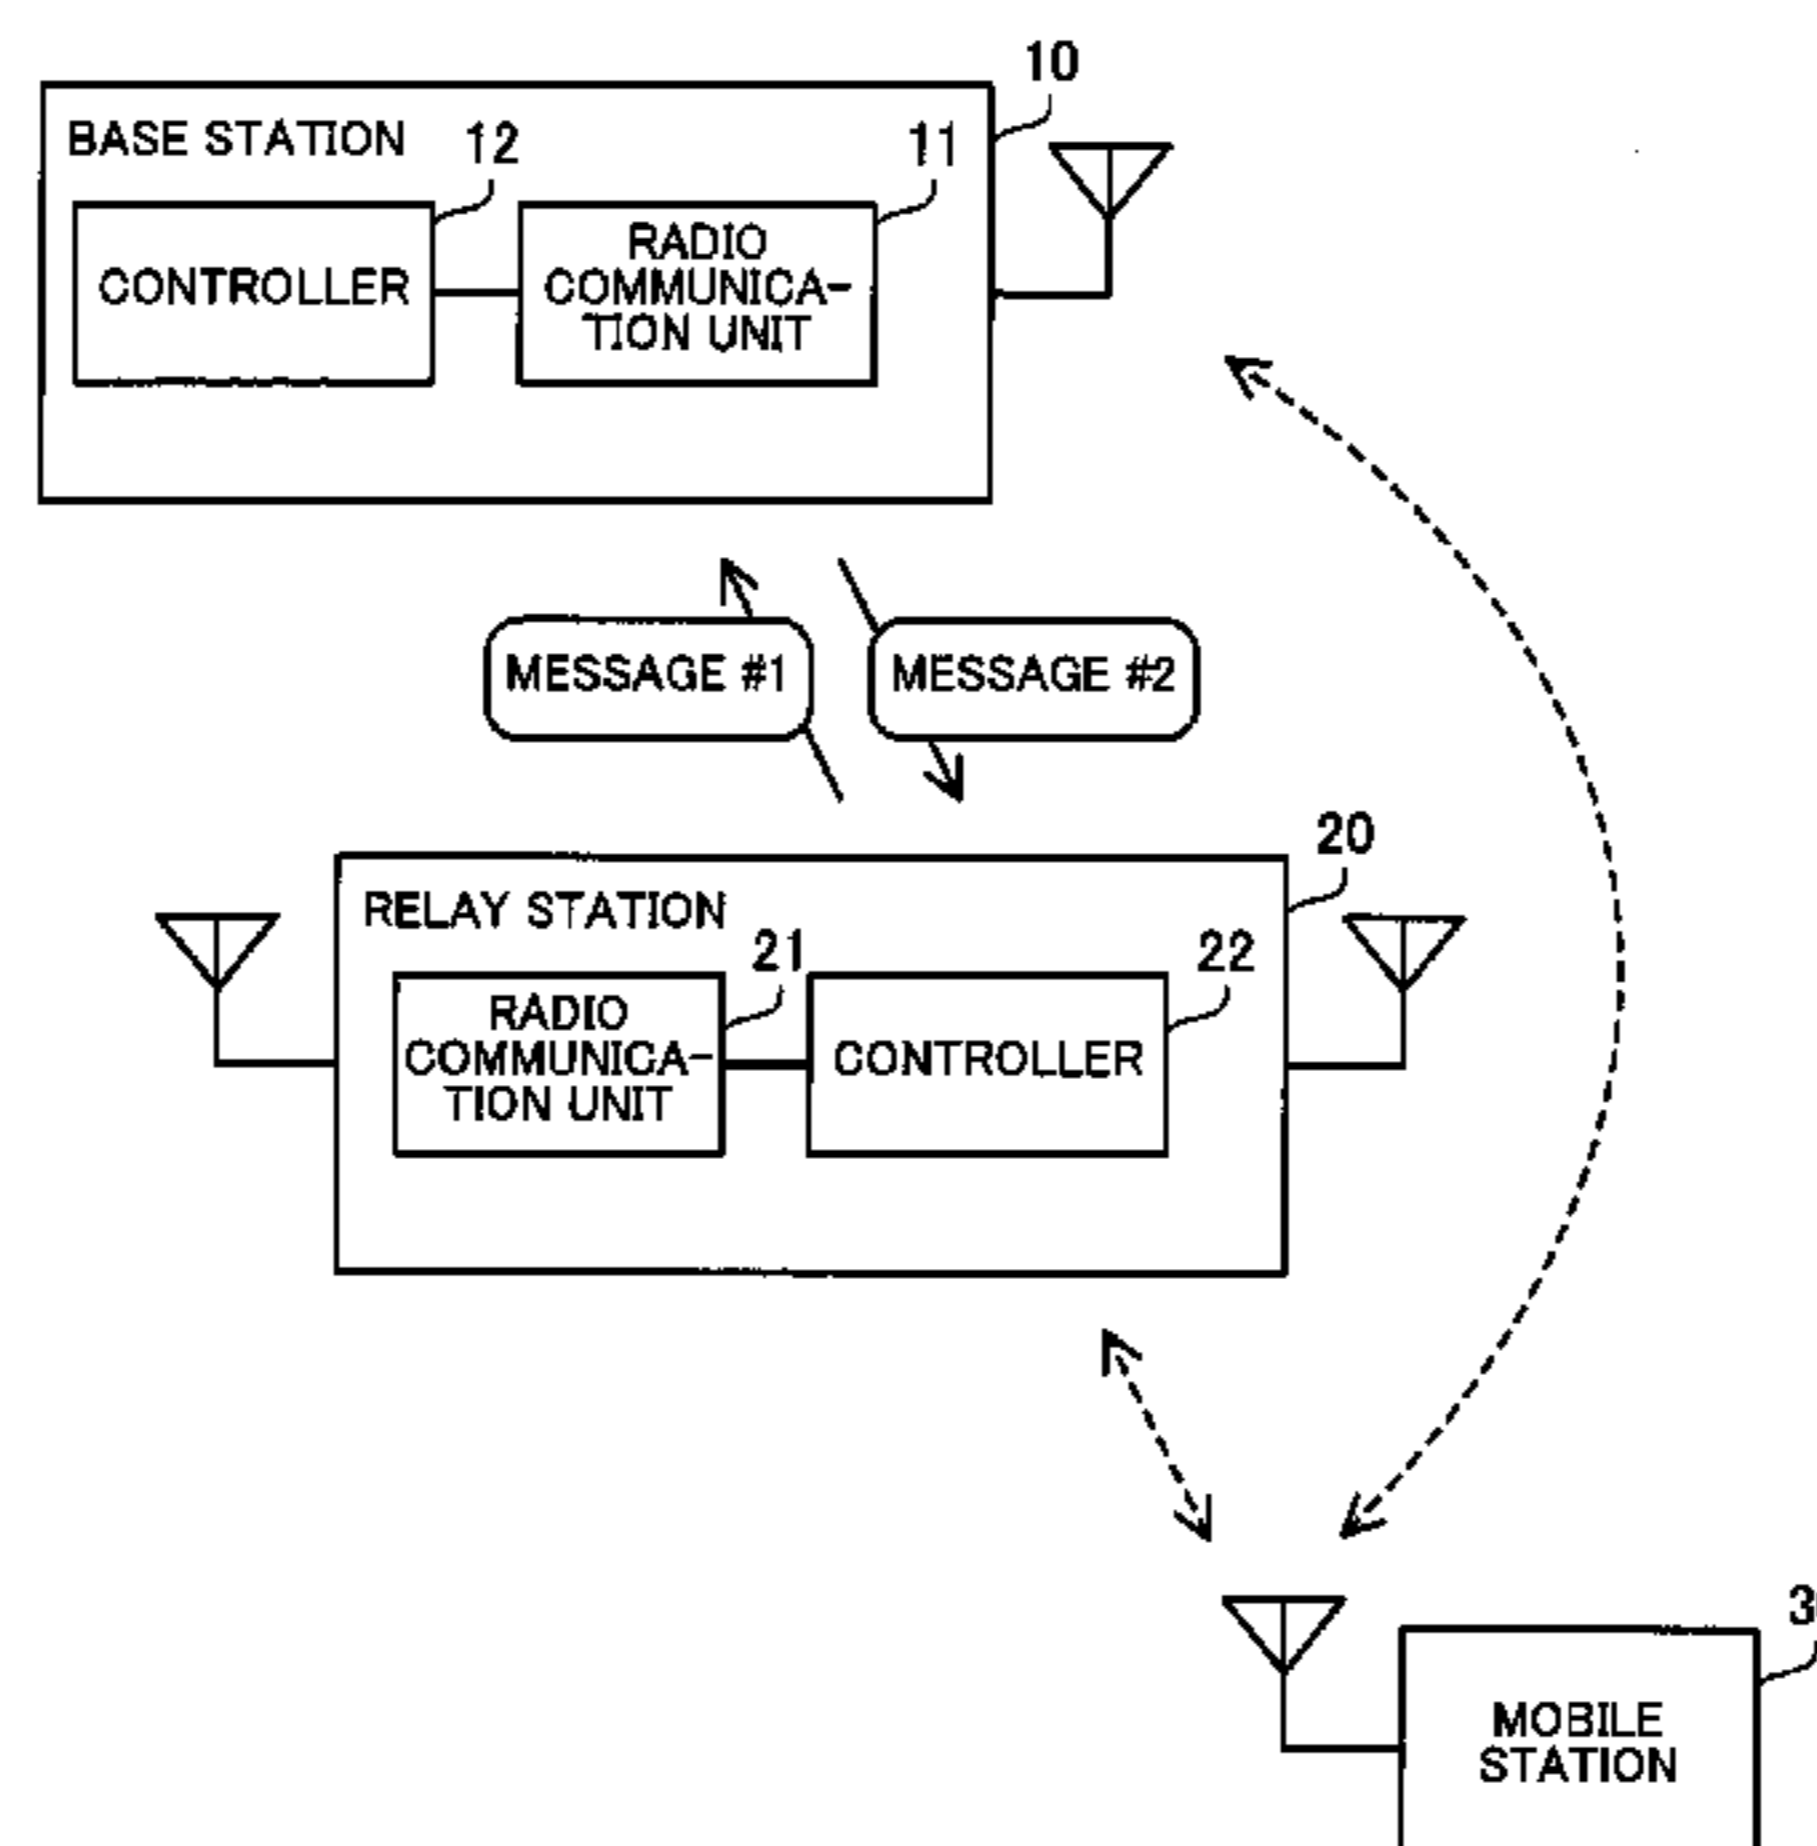 10
BASE STATION
12
11
CONTROLLER
RADIO
COMMUNICA-
TION UNIT
MESSAGE #1
MESSAGE #2
20
RELAY STATION
21
22
RADIO
COMMUNICA-
TION UNIT
CONTROLLER
MOBILE
STATION